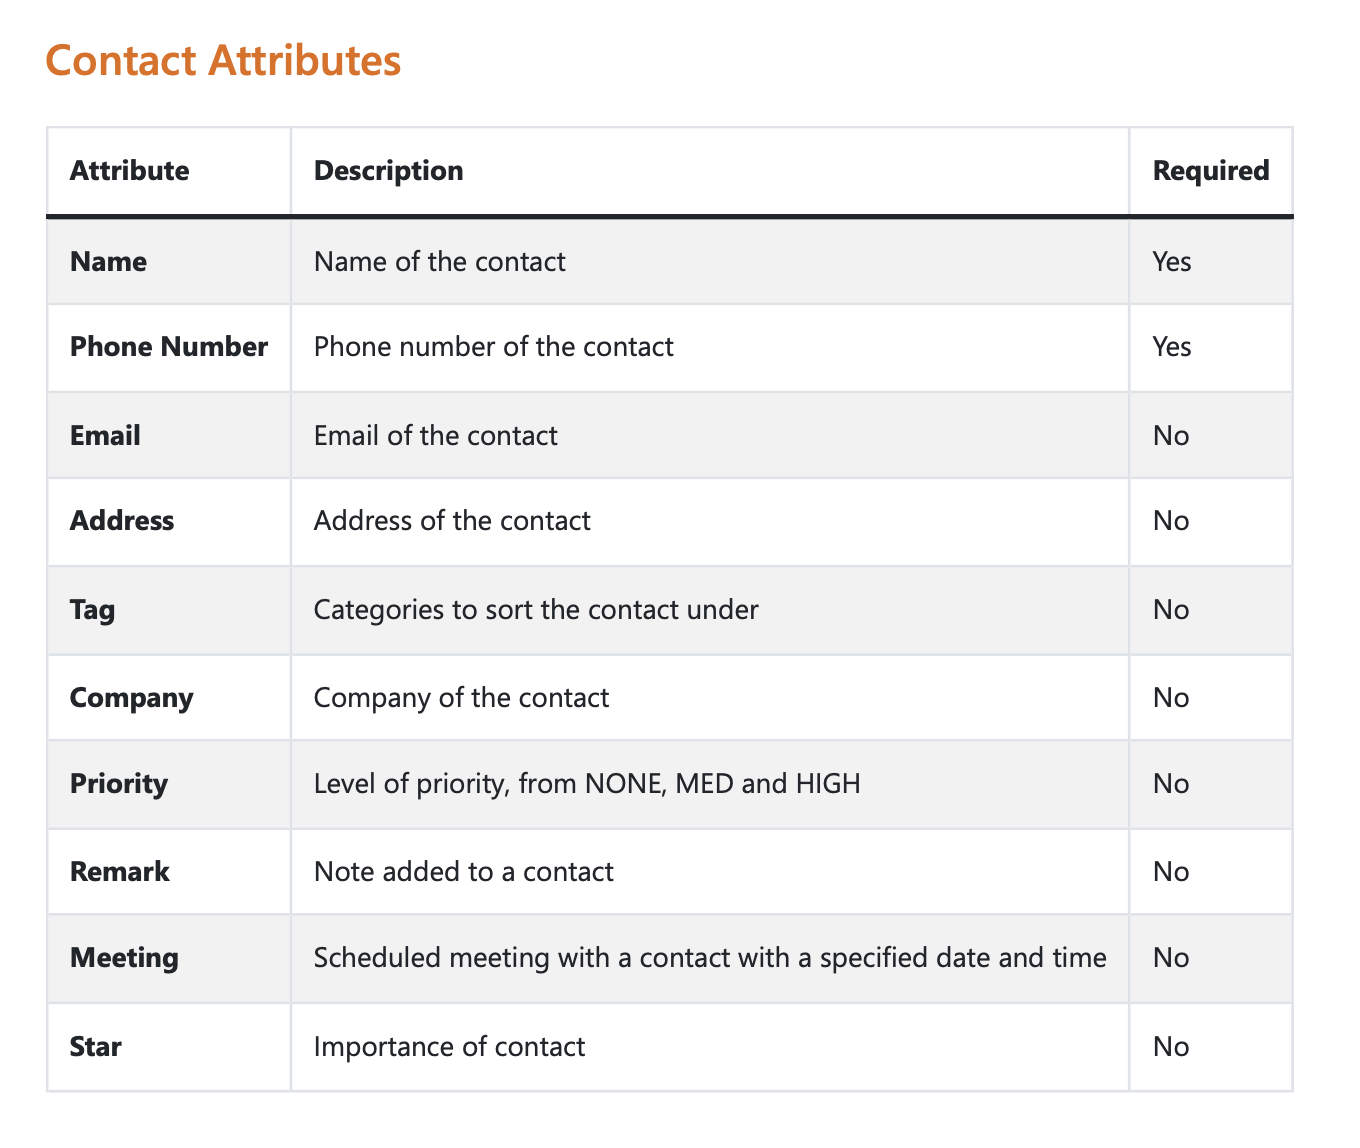 Contact Attributes
Attribute Description Required
Name Name of the contact Yes
Phone Number Phone number of the contact Yes
Email Email of the contact No
Address Address of the contact No
Tag Categories to sort the contact under No
Company Company of the contact No
Priority Level of priority, from NONE, MED and HIGH No
Remark Note added to a contact No
Meeting Scheduled meeting with a contact with a specified date and time No
Star Importance of contact No